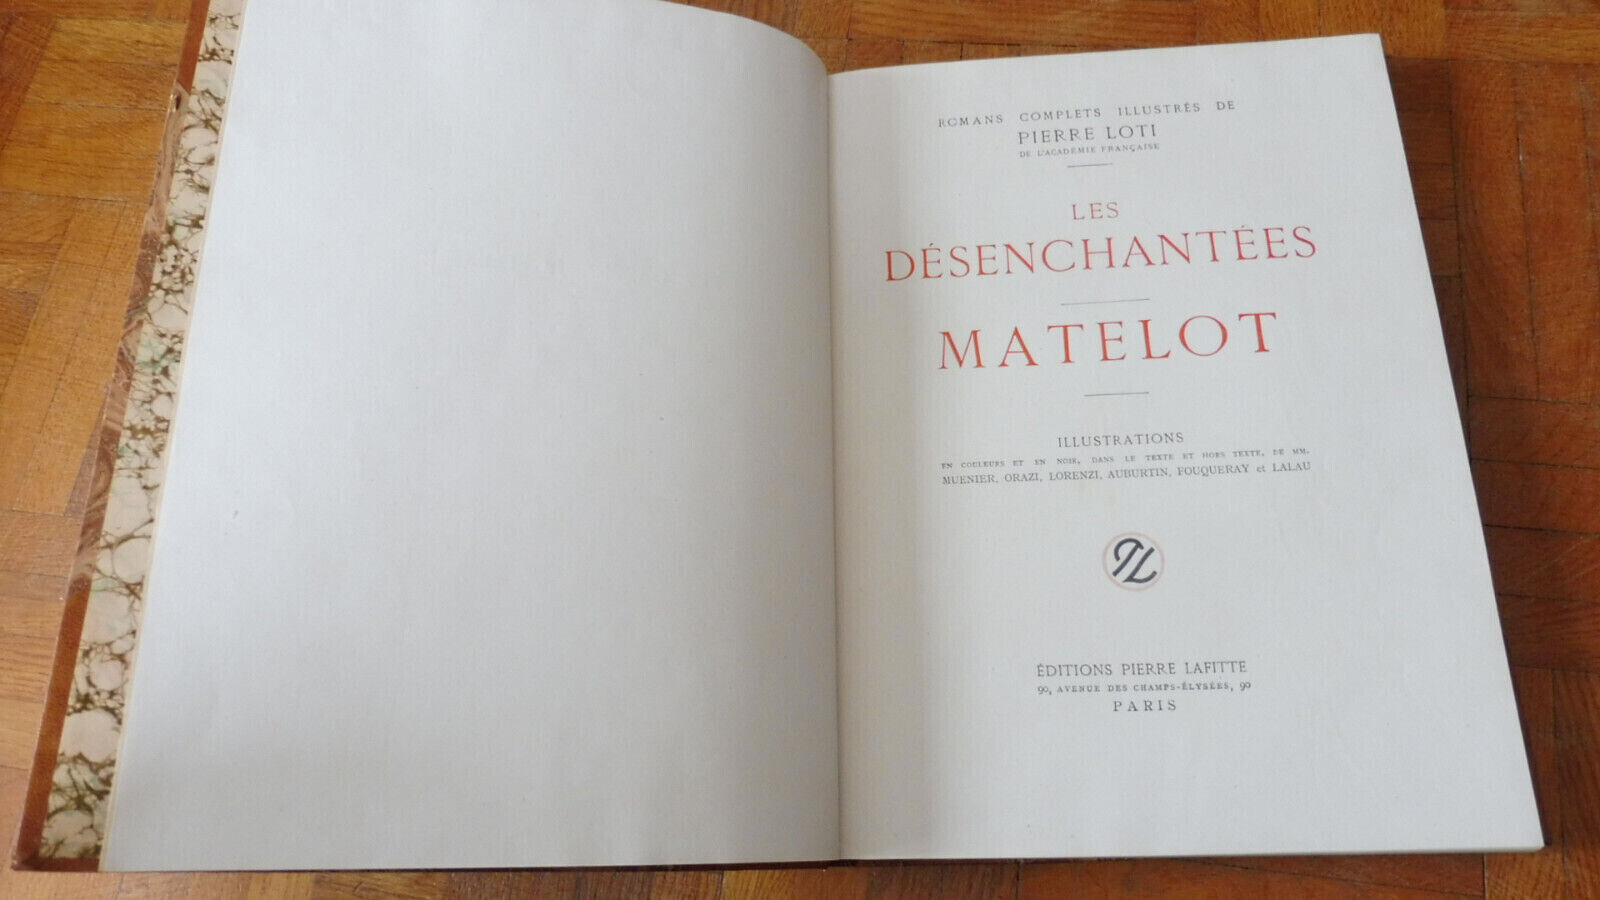 ROMANS COMPLETS ILLUSTRÉS DE
PIERRE LOTI
DE L'ACADÉMIE FRANÇAISE
LES
DÉSENCHANTÉES
MATELOT
ILLUSTRATIONS
EN COULEURS ET EN NOIR, DANS LE TEXTE ET HORS TEXTE, DE MM.
MUENIER, ORAZI, LORENZI, AUBURTIN, FOUQUERAY et LALAU
PL
ÉDITIONS PIERRE LAFITTE
90, AVENUE DES CHAMPS-ÉLYSÉES, 90
PARIS